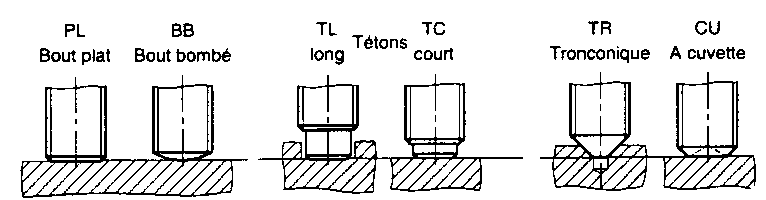 PL
Bout plat
BB
Bout bombé
TL
long
Tétons
TC
court
TR
Tronconique
CU
A cuvette